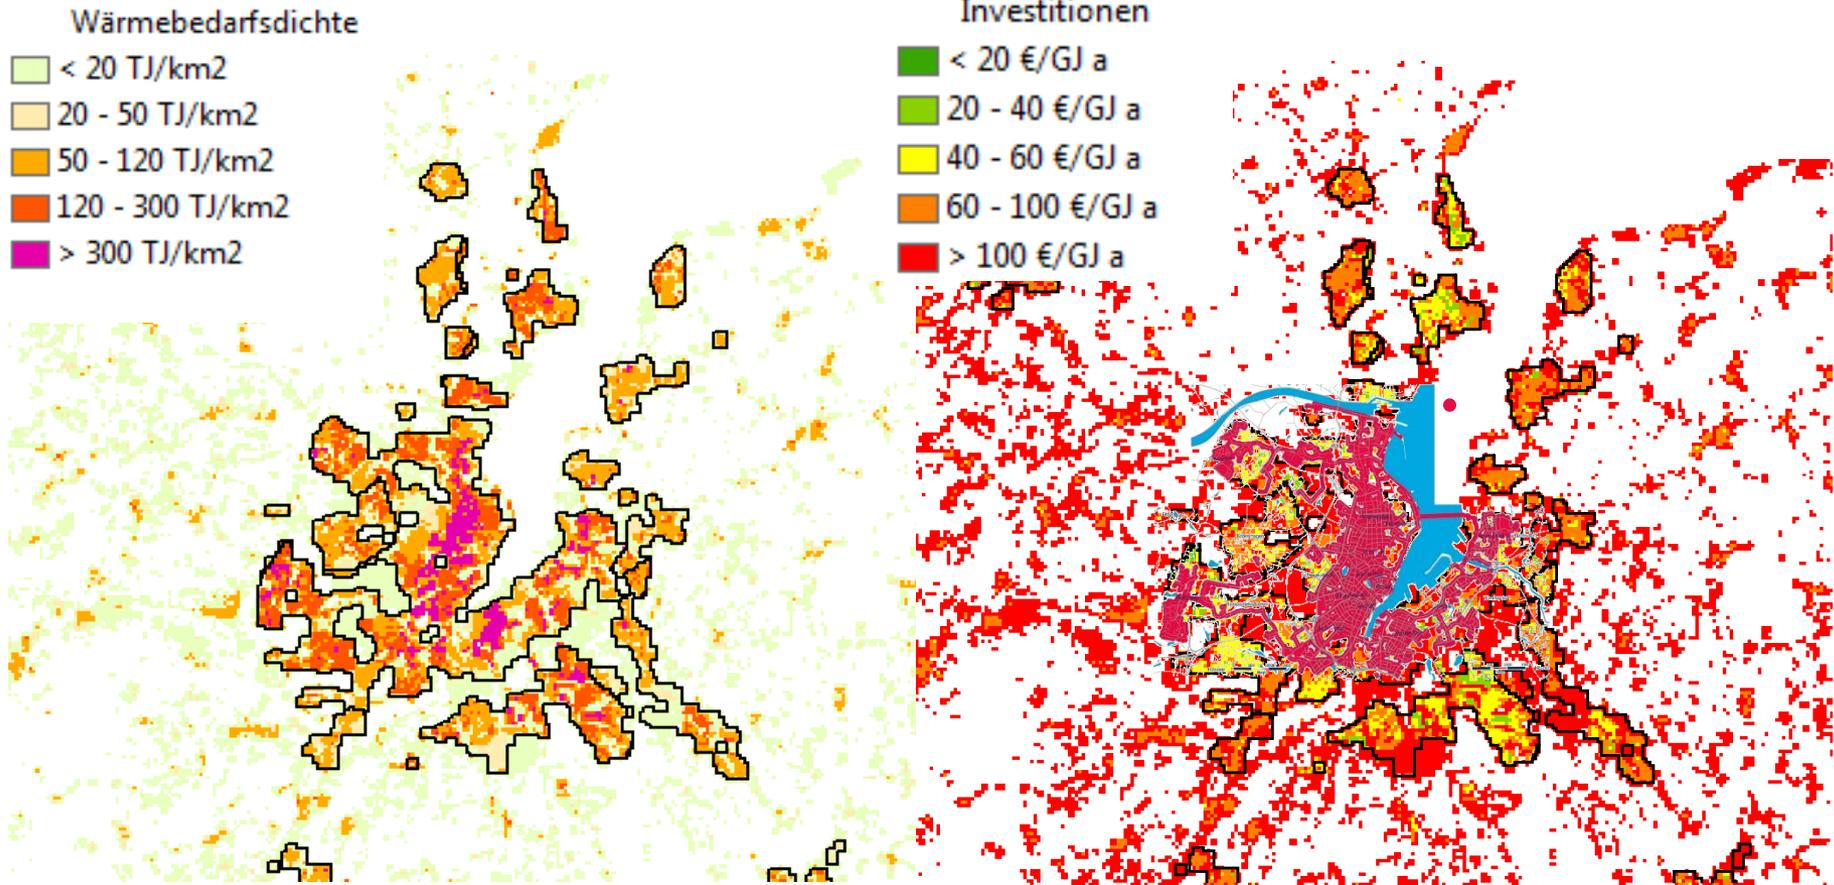 Wärmebedarfsdichte
< 20 TJ/km2
20 - 50 TJ/km2
50 - 120 TJ/km2
120 - 300 TJ/km2
> 300 TJ/km2
Investitionen
< 20 €/GJ a
20 - 40 €/GJ a
40 - 60 €/GJ a
60 - 100 €/GJ a
> 100 €/GJ a